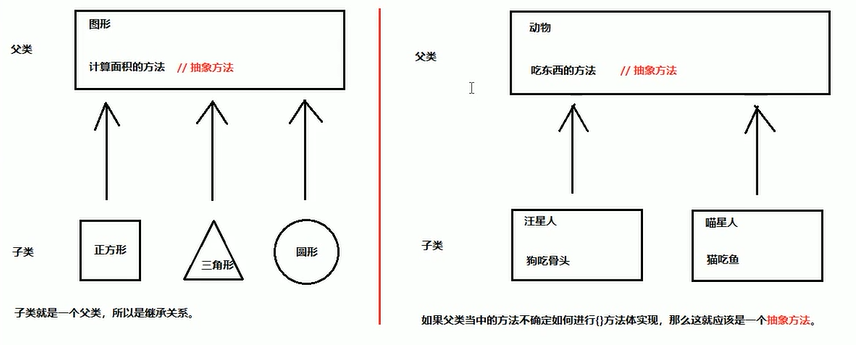 父类
图形
计算面积的方法 // 抽象方法
子类
正方形
三角形
圆形
子类就是一个父类，所以是继承关系。
父类
动物
吃东西的方法 // 抽象方法
子类
汪星人
狗吃骨头
喵星人
猫吃鱼
如果父类当中的方法不确定如何进行{}方法体实现，那么这就应该是一个抽象方法。